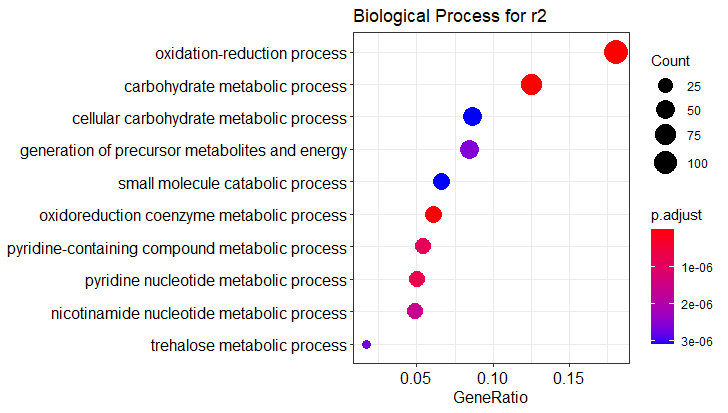 Biological Process for r2
oxidation-reduction process
carbohydrate metabolic process
cellular carbohydrate metabolic process
generation of precursor metabolites and energy
small molecule catabolic process
oxidoreduction coenzyme metabolic process
pyridine-containing compound metabolic process
pyridine nucleotide metabolic process
nicotinamide nucleotide metabolic process
trehalose metabolic process
0.05 0.10 0.15
GeneRatio
Count
25
50
75
100
p.adjust
1e-06
2e-06
3e-06